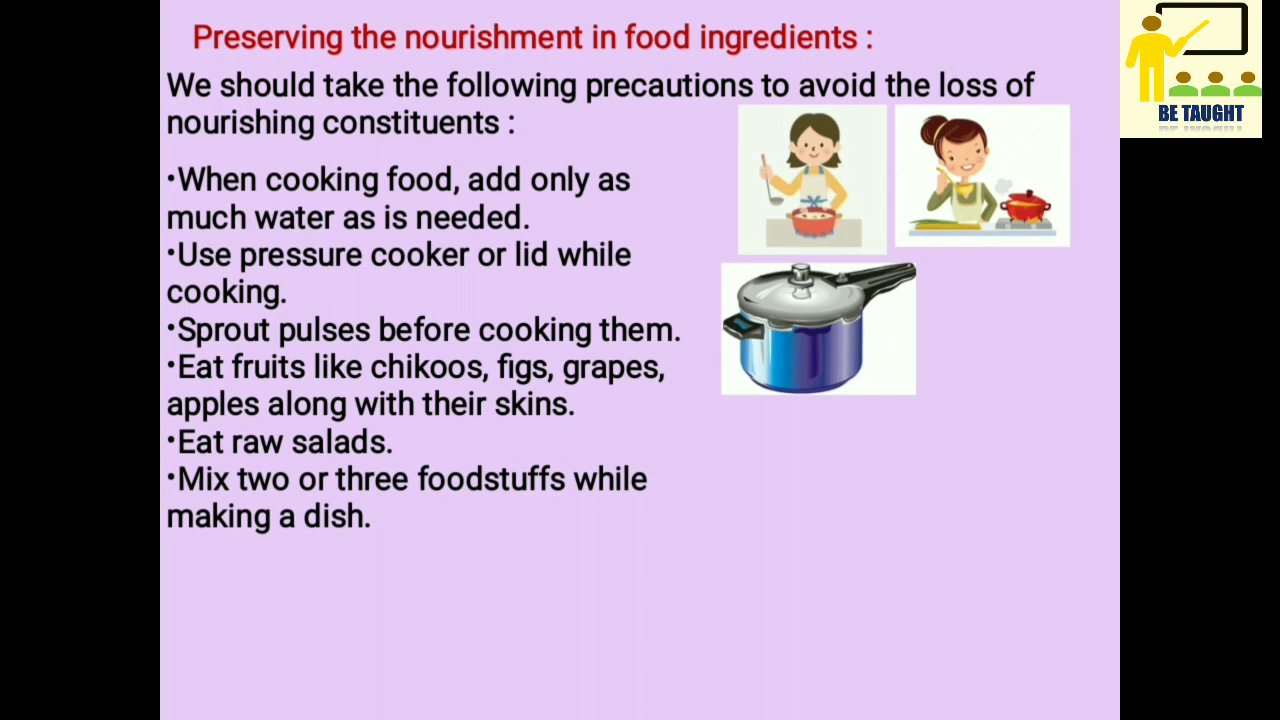 Preserving the nourishment in food ingredients :
We should take the following precautions to avoid the loss of
nourishing constituents :
•When cooking food, add only as
much water as is needed.
•Use pressure cooker or lid while
cooking.
•Sprout pulses before cooking them.
•Eat fruits like chikoos, figs, grapes,
apples along with their skins.
•Eat raw salads.
•Mix two or three foodstuffs while
making a dish.
BE TAUGHT